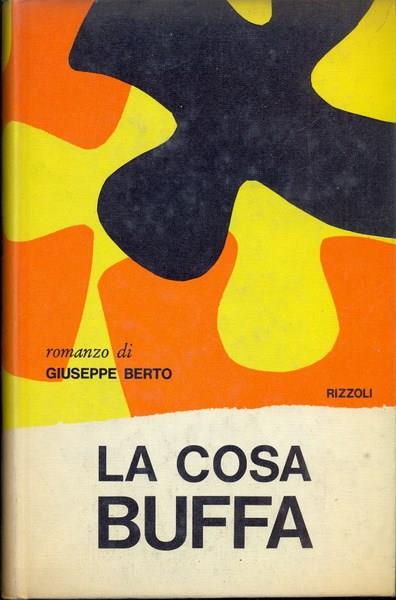 romanzo di
GIUSEPPE BERTO
RIZZOLI
LA COSA
BUFFA